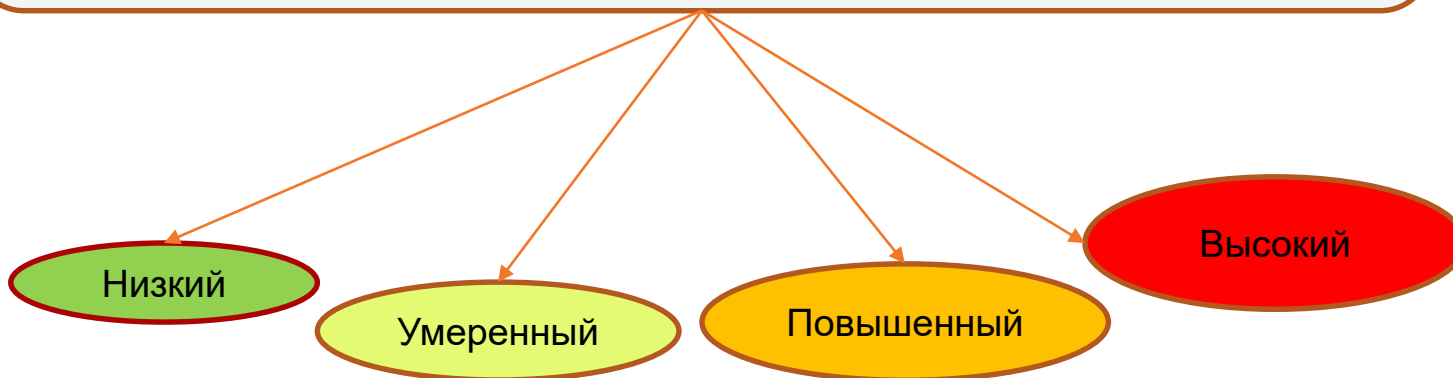 Низкий
Умеренный
Повышенный
Высокий